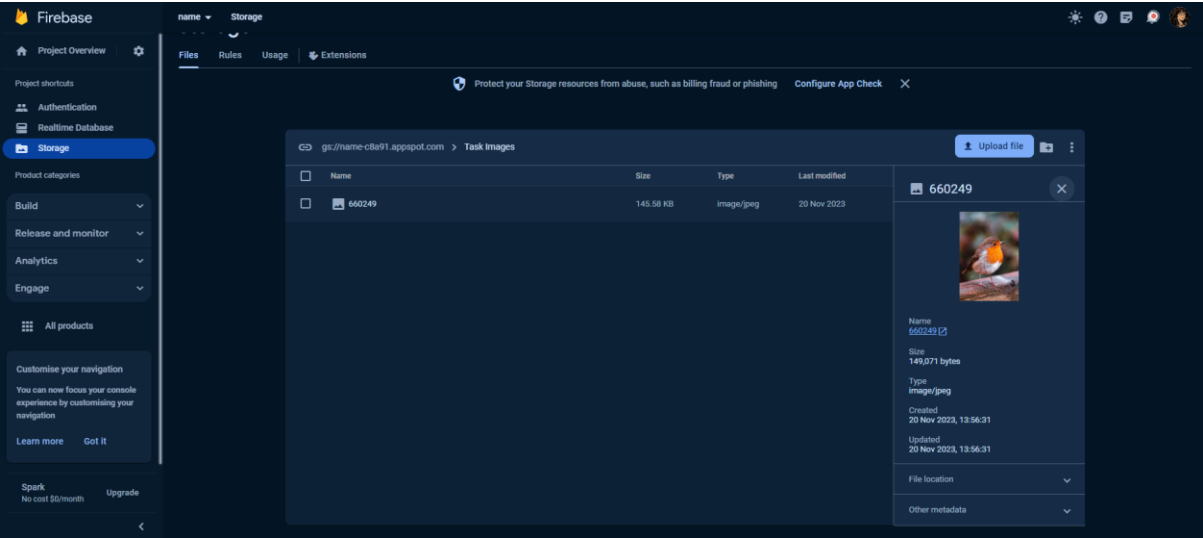 Firebase
name Storage
Project Overview
Files Rules Usage Extensions
Project shortcuts
Protect your Storage resources from abuse, such as billing fraud or phishing Configure App Check
Authentication
Realtime Database
Storage
Product categories
Build
Release and monitor
Analytics
Engage
All products
Customise your navigation
You can now focus your console
experience by customising your
navigation
Learn more Got it
Spark
No cost $0/month
Upgrade
gs://name-c8a91.appspot.com > Task Images
Upload file
Name Size Type Last modified
660249 145.58 KB image/jpeg 20 Nov 2023
660249
Name
660249
Size
149,071 bytes
Type
image/jpeg
Created
20 Nov 2023, 13:56:31
Updated
20 Nov 2023, 13:56:31
File location
Other metadata